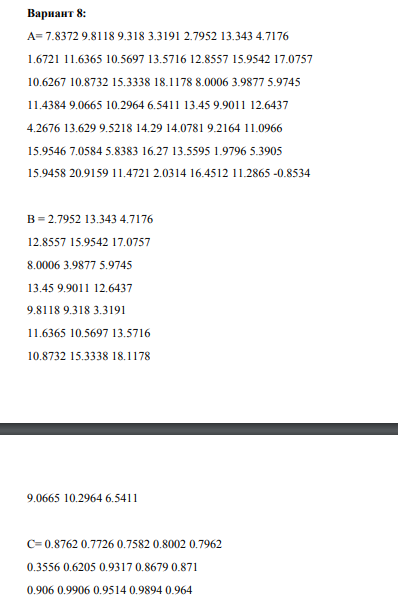 Вариант 8:
A= 7.8372 9.8118 9.318 3.3191 2.7952 13.343 4.7176
1.6721 11.6365 10.5697 13.5716 12.8557 15.9542 17.0757
10.6267 10.8732 15.3338 18.1178 8.0006 3.9877 5.9745
11.4384 9.0665 10.2964 6.5411 13.45 9.9011 12.6437
4.2676 13.629 9.5218 14.29 14.0781 9.2164 11.0966
15.9546 7.0584 5.8383 16.27 13.5595 1.9796 5.3905
15.9458 20.9159 11.4721 2.0314 16.4512 11.2865 -0.8534
B = 2.7952 13.343 4.7176
12.8557 15.9542 17.0757
8.0006 3.9877 5.9745
13.45 9.9011 12.6437
9.8118 9.318 3.3191
11.6365 10.5697 13.5716
10.8732 15.3338 18.1178
9.0665 10.2964 6.5411
C= 0.8762 0.7726 0.7582 0.8002 0.7962
0.3556 0.6205 0.9317 0.8679 0.871
0.906 0.9906 0.9514 0.9894 0.964